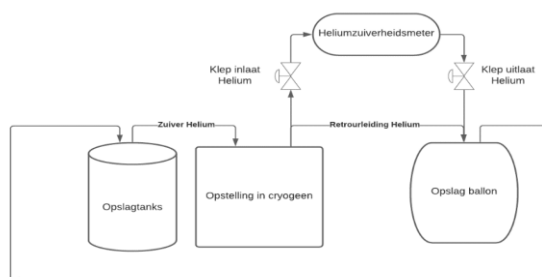 Heliumzuiverheidsmeter
Klep inlaat
Helium
Klep uitlaat
Helium
Zuiver Helium
Retrourleiding Helium
Opslagtanks
Opstelling in cryogeen
Opslag ballon